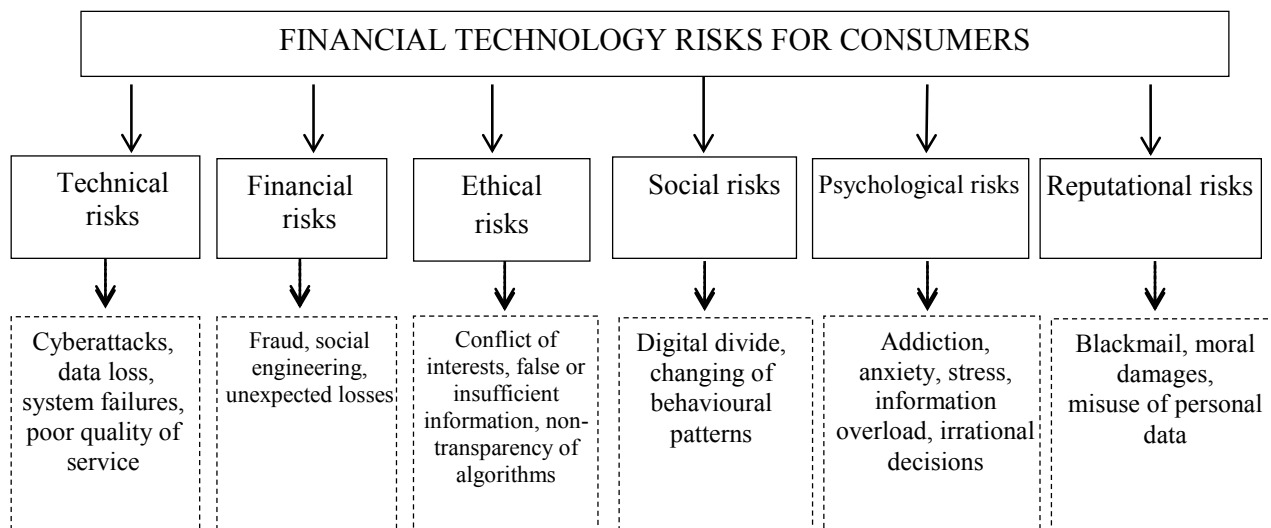 FINANCIAL TECHNOLOGY RISKS FOR CONSUMERS
Technical
risks
Financial
risks
Ethical
risks
Social risks
Psychological risks
Reputational risks
Cyberattacks,
data loss,
system failures,
poor quality of
service
Fraud, social
engineering,
unexpected losses
Conflict of
interests, false or
insufficient
information, non-
transparency of
algorithms
Digital divide,
changing of
behavioural
patterns
Addiction,
anxiety, stress,
information
overload, irrational
decisions
Blackmail, moral
damages,
misuse of personal
data